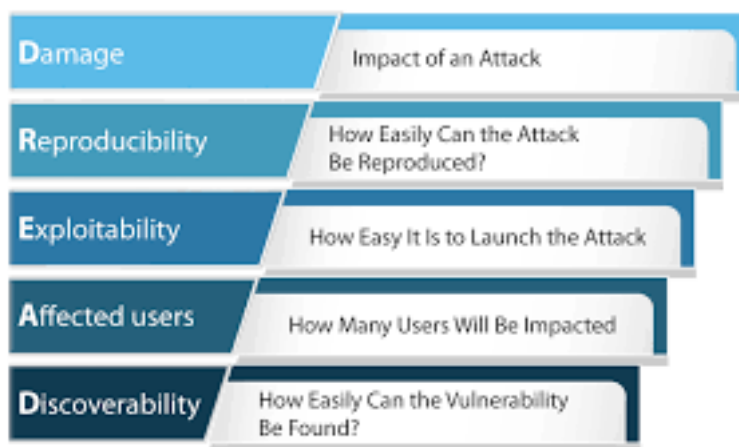 Damage
Impact of an Attack
Reproducibility
How Easily Can the Attack
Be Reproduced?
Exploitability
How Easy It Is to Launch the Attack
Affected users
How Many Users Will Be Impacted
Discoverability
How Easily Can the Vulnerability
Be Found?